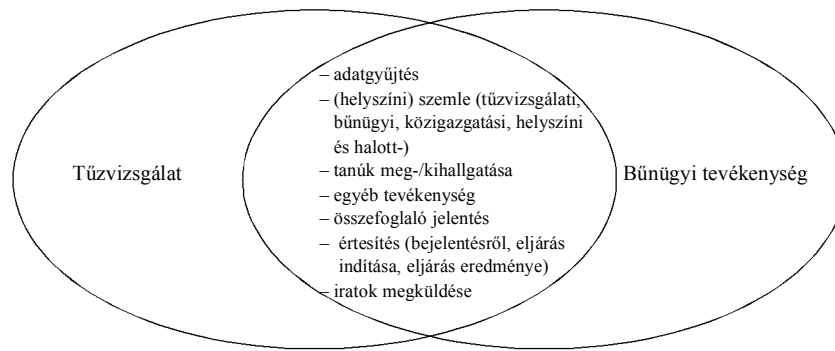 Tűzvizsgálat
– adatgyűjtés
– (helyszíni) szemle (tűzvizsgálati,
bűnügyi, közigazgatási, helyszíni
és halott-)
– tanúk meg-/kihallgatása
– egyéb tevékenység
– összefoglaló jelentés
– értesítés (bejelentésről, eljárás
indítása, eljárás eredménye)
– iratok megküldése
Bűnügyi tevékenység